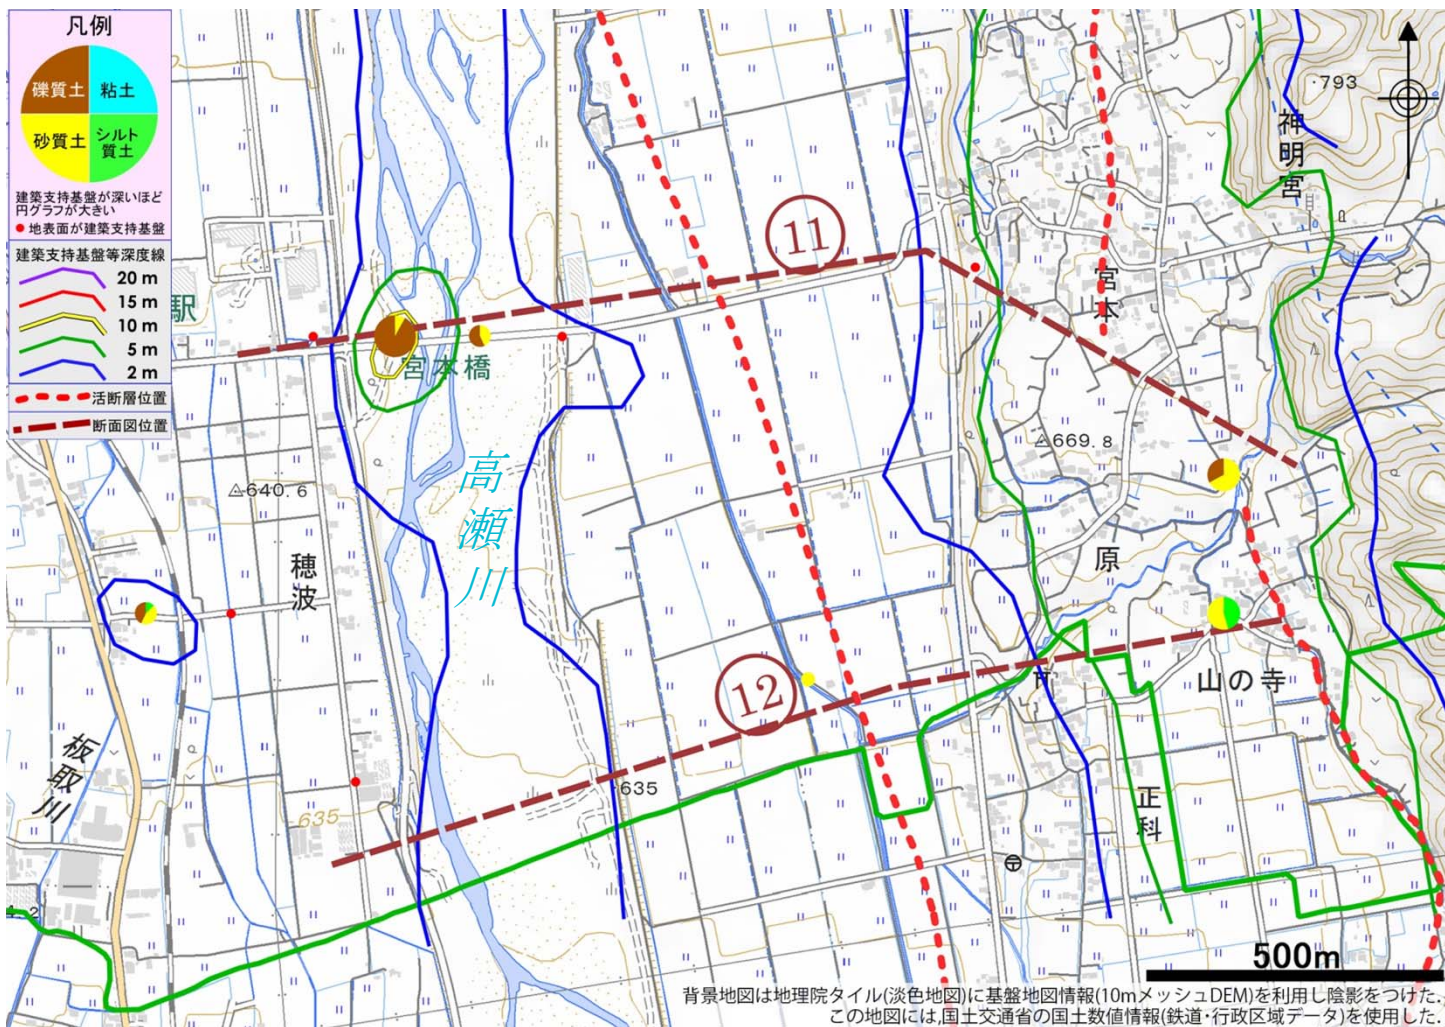 凡例
礫質土
粘土
砂質土
シルト
質土
建築支持基盤が深いほど
円グラフが大きい
地表面が建築支持基盤
建築支持基盤等深度線
20 m
15 m
10 m
5 m
2 m
活断層位置
断面図位置
駅
宮本橋
高瀬川
穂波
板取川
640.6
635
635
11
12
793
神明宮
宮本
669.8
原
山の寺
正科
500m
背景地図は地理院タイル(淡色地図)に基盤地図情報(10mメッシュDEM)を利用し陰影をつけた.
この地図には,国土交通省の国土数値情報(鉄道・行政区域データ)を使用した.